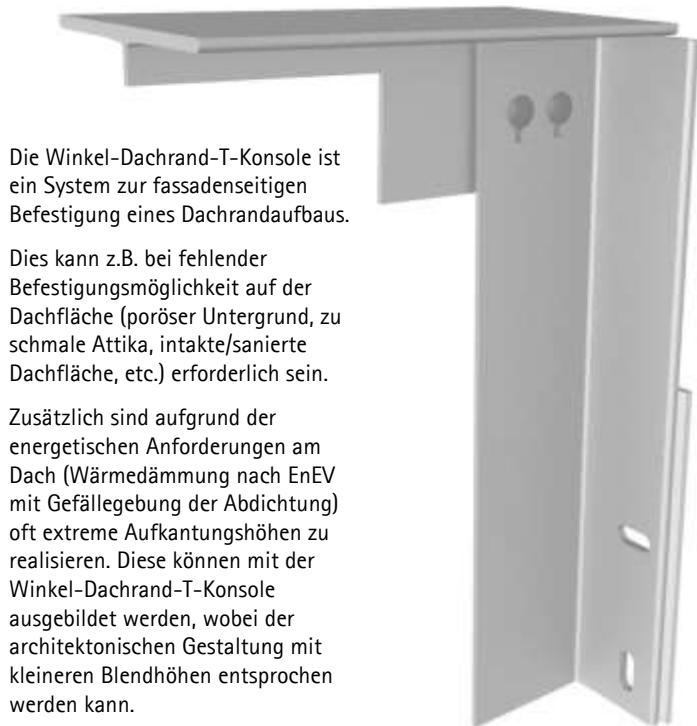 Die Winkel-Dachrand-T-Konsole ist
ein System zur fassadenseitigen
Befestigung eines Dachrandaufbaus.
Dies kann z.B. bei fehlender
Befestigungsmöglichkeit auf der
Dachfläche (poröser Untergrund, zu
schmale Attika, intakte/sanierte
Dachfläche, etc.) erforderlich sein.
Zusätzlich sind aufgrund der
energetischen Anforderungen am
Dach (Wärmedämmung nach EnEV
mit Gefällegebung der Abdichtung)
oft extreme Aufkantungshöhen zu
realisieren. Diese können mit der
Winkel-Dachrand-T-Konsole
ausgebildet werden, wobei der
architektonischen Gestaltung mit
kleineren Blendhöhen entsprochen
werden kann.